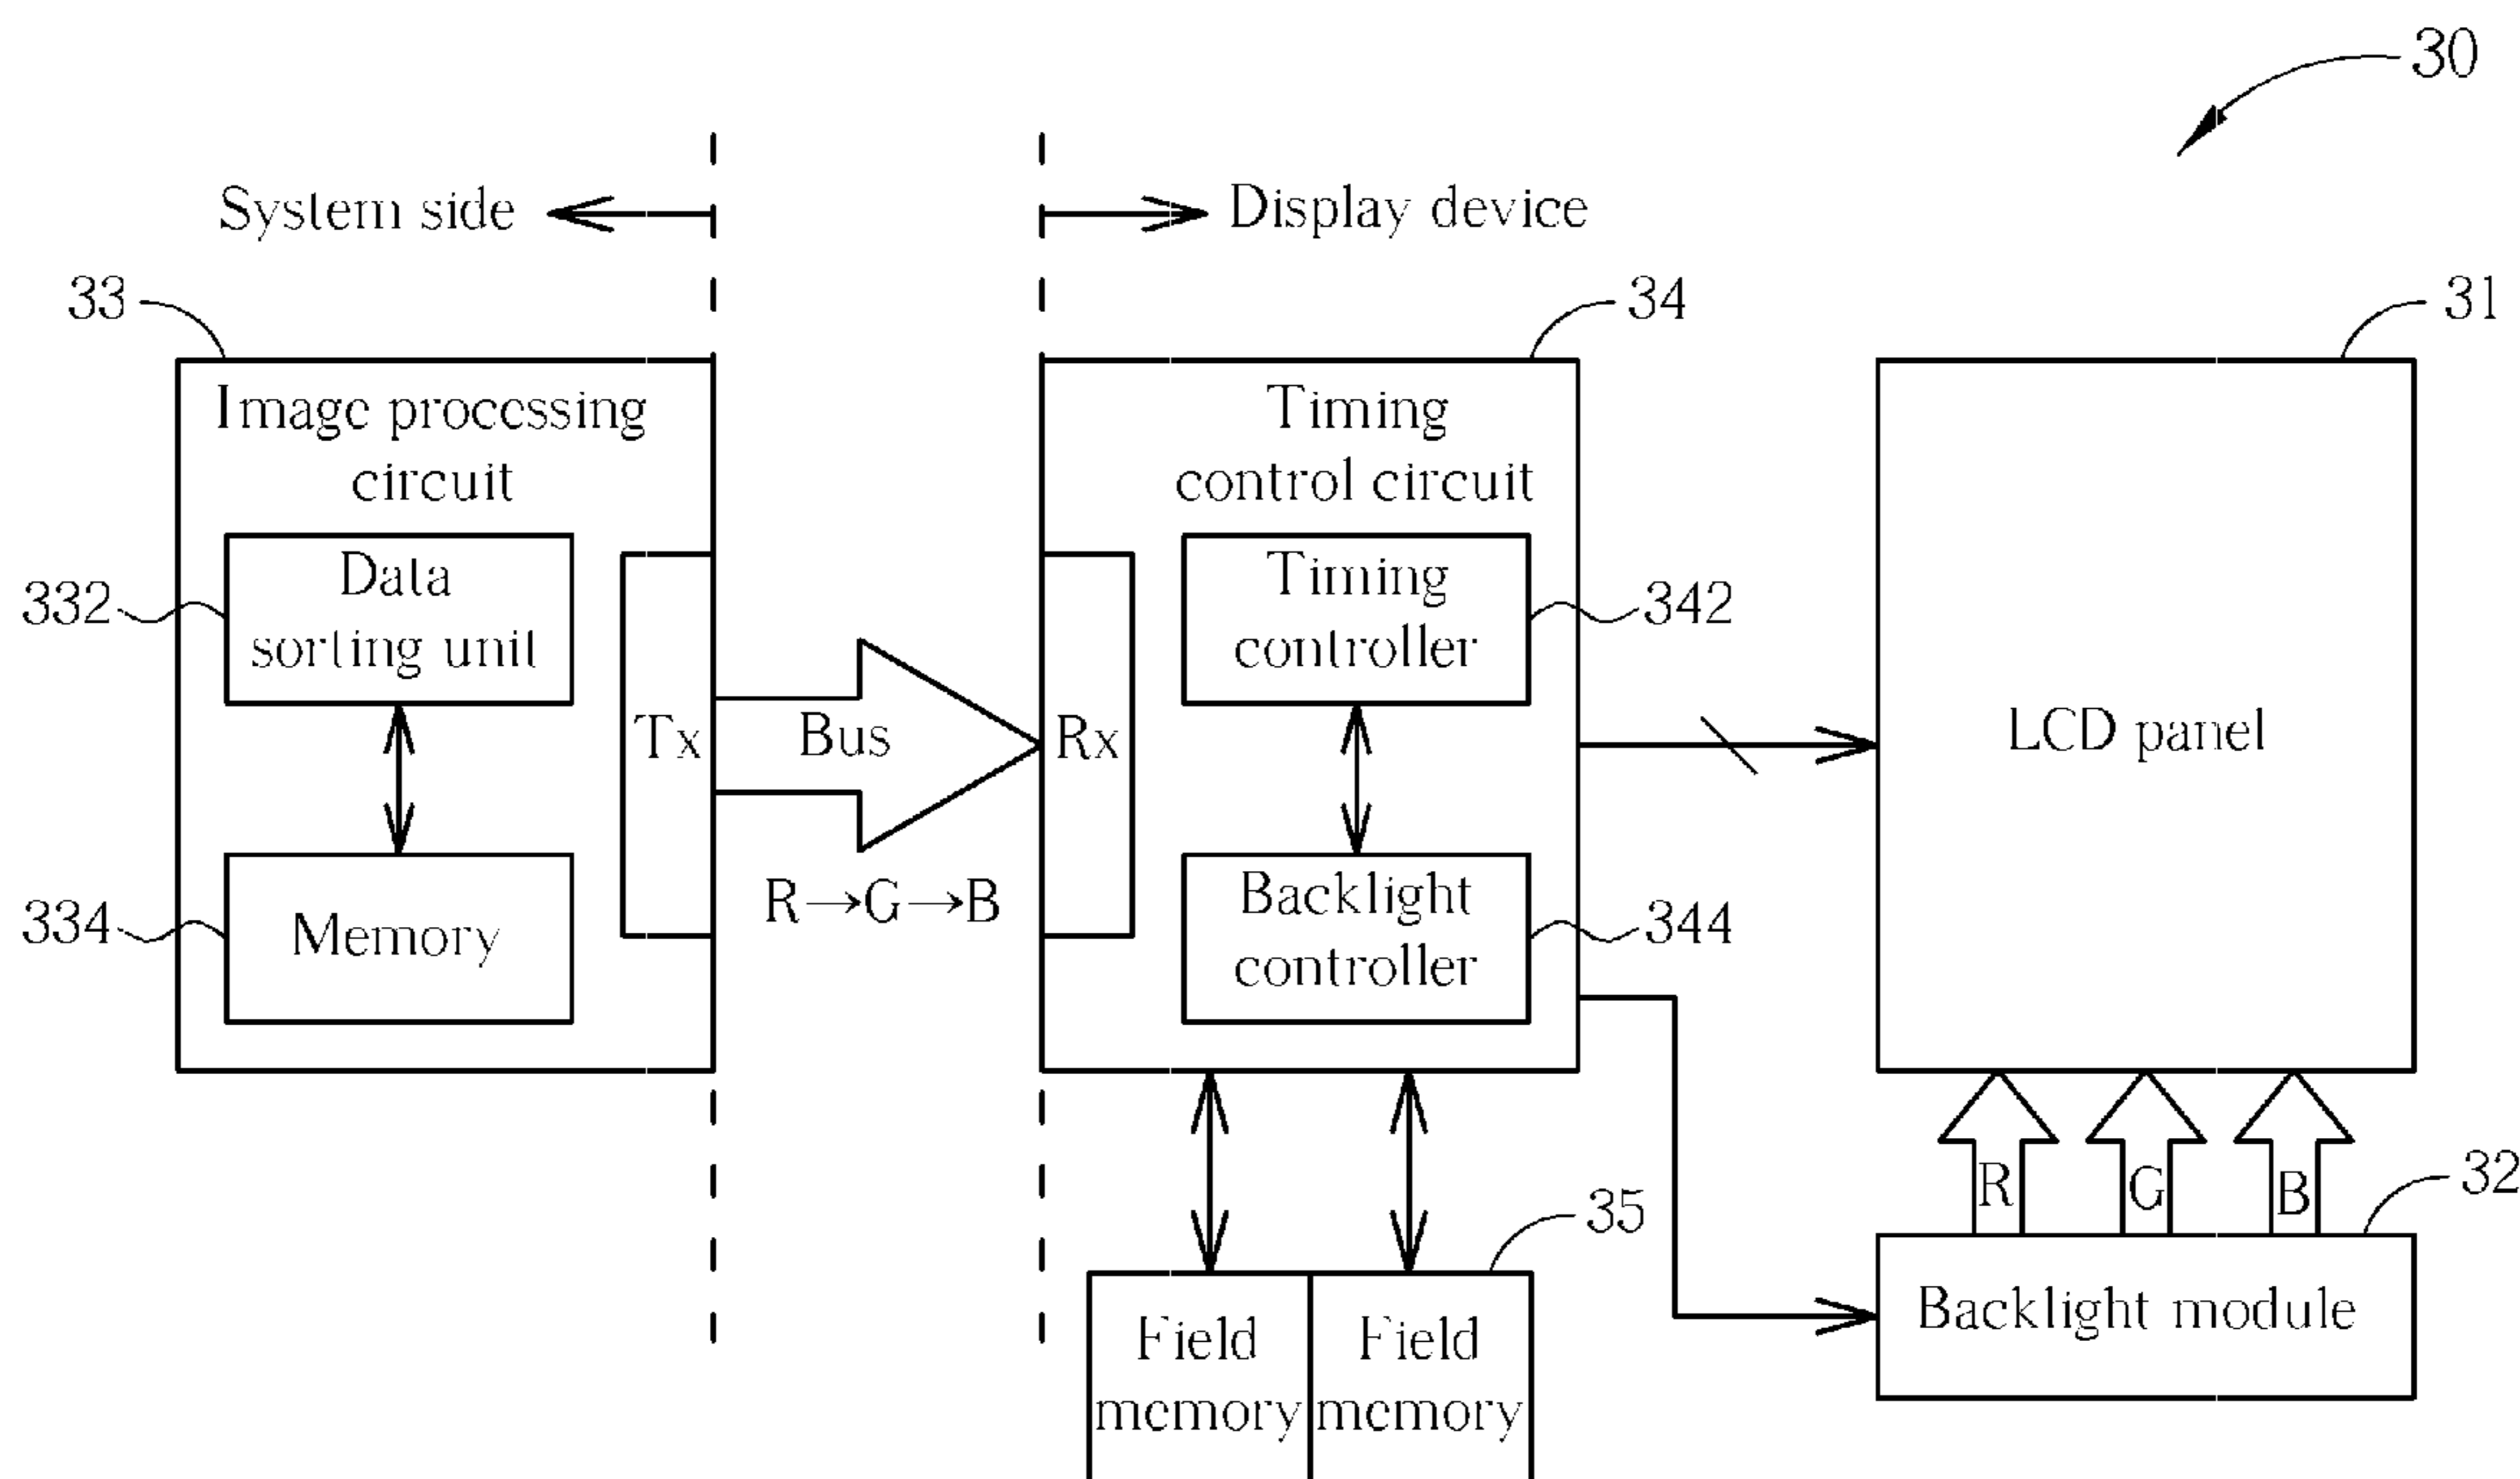 30
System side
Display device
33
34
31
Image processing
circuit
Timing
control circuit
332
Data
sorting unit
Timing
controller
342
Tx
Bus
Rx
LCD panel
334
Memory
R→G→B
Backlight
controller
344
R
G
B
32
35
Field
memory
Field
memory
Backlight module